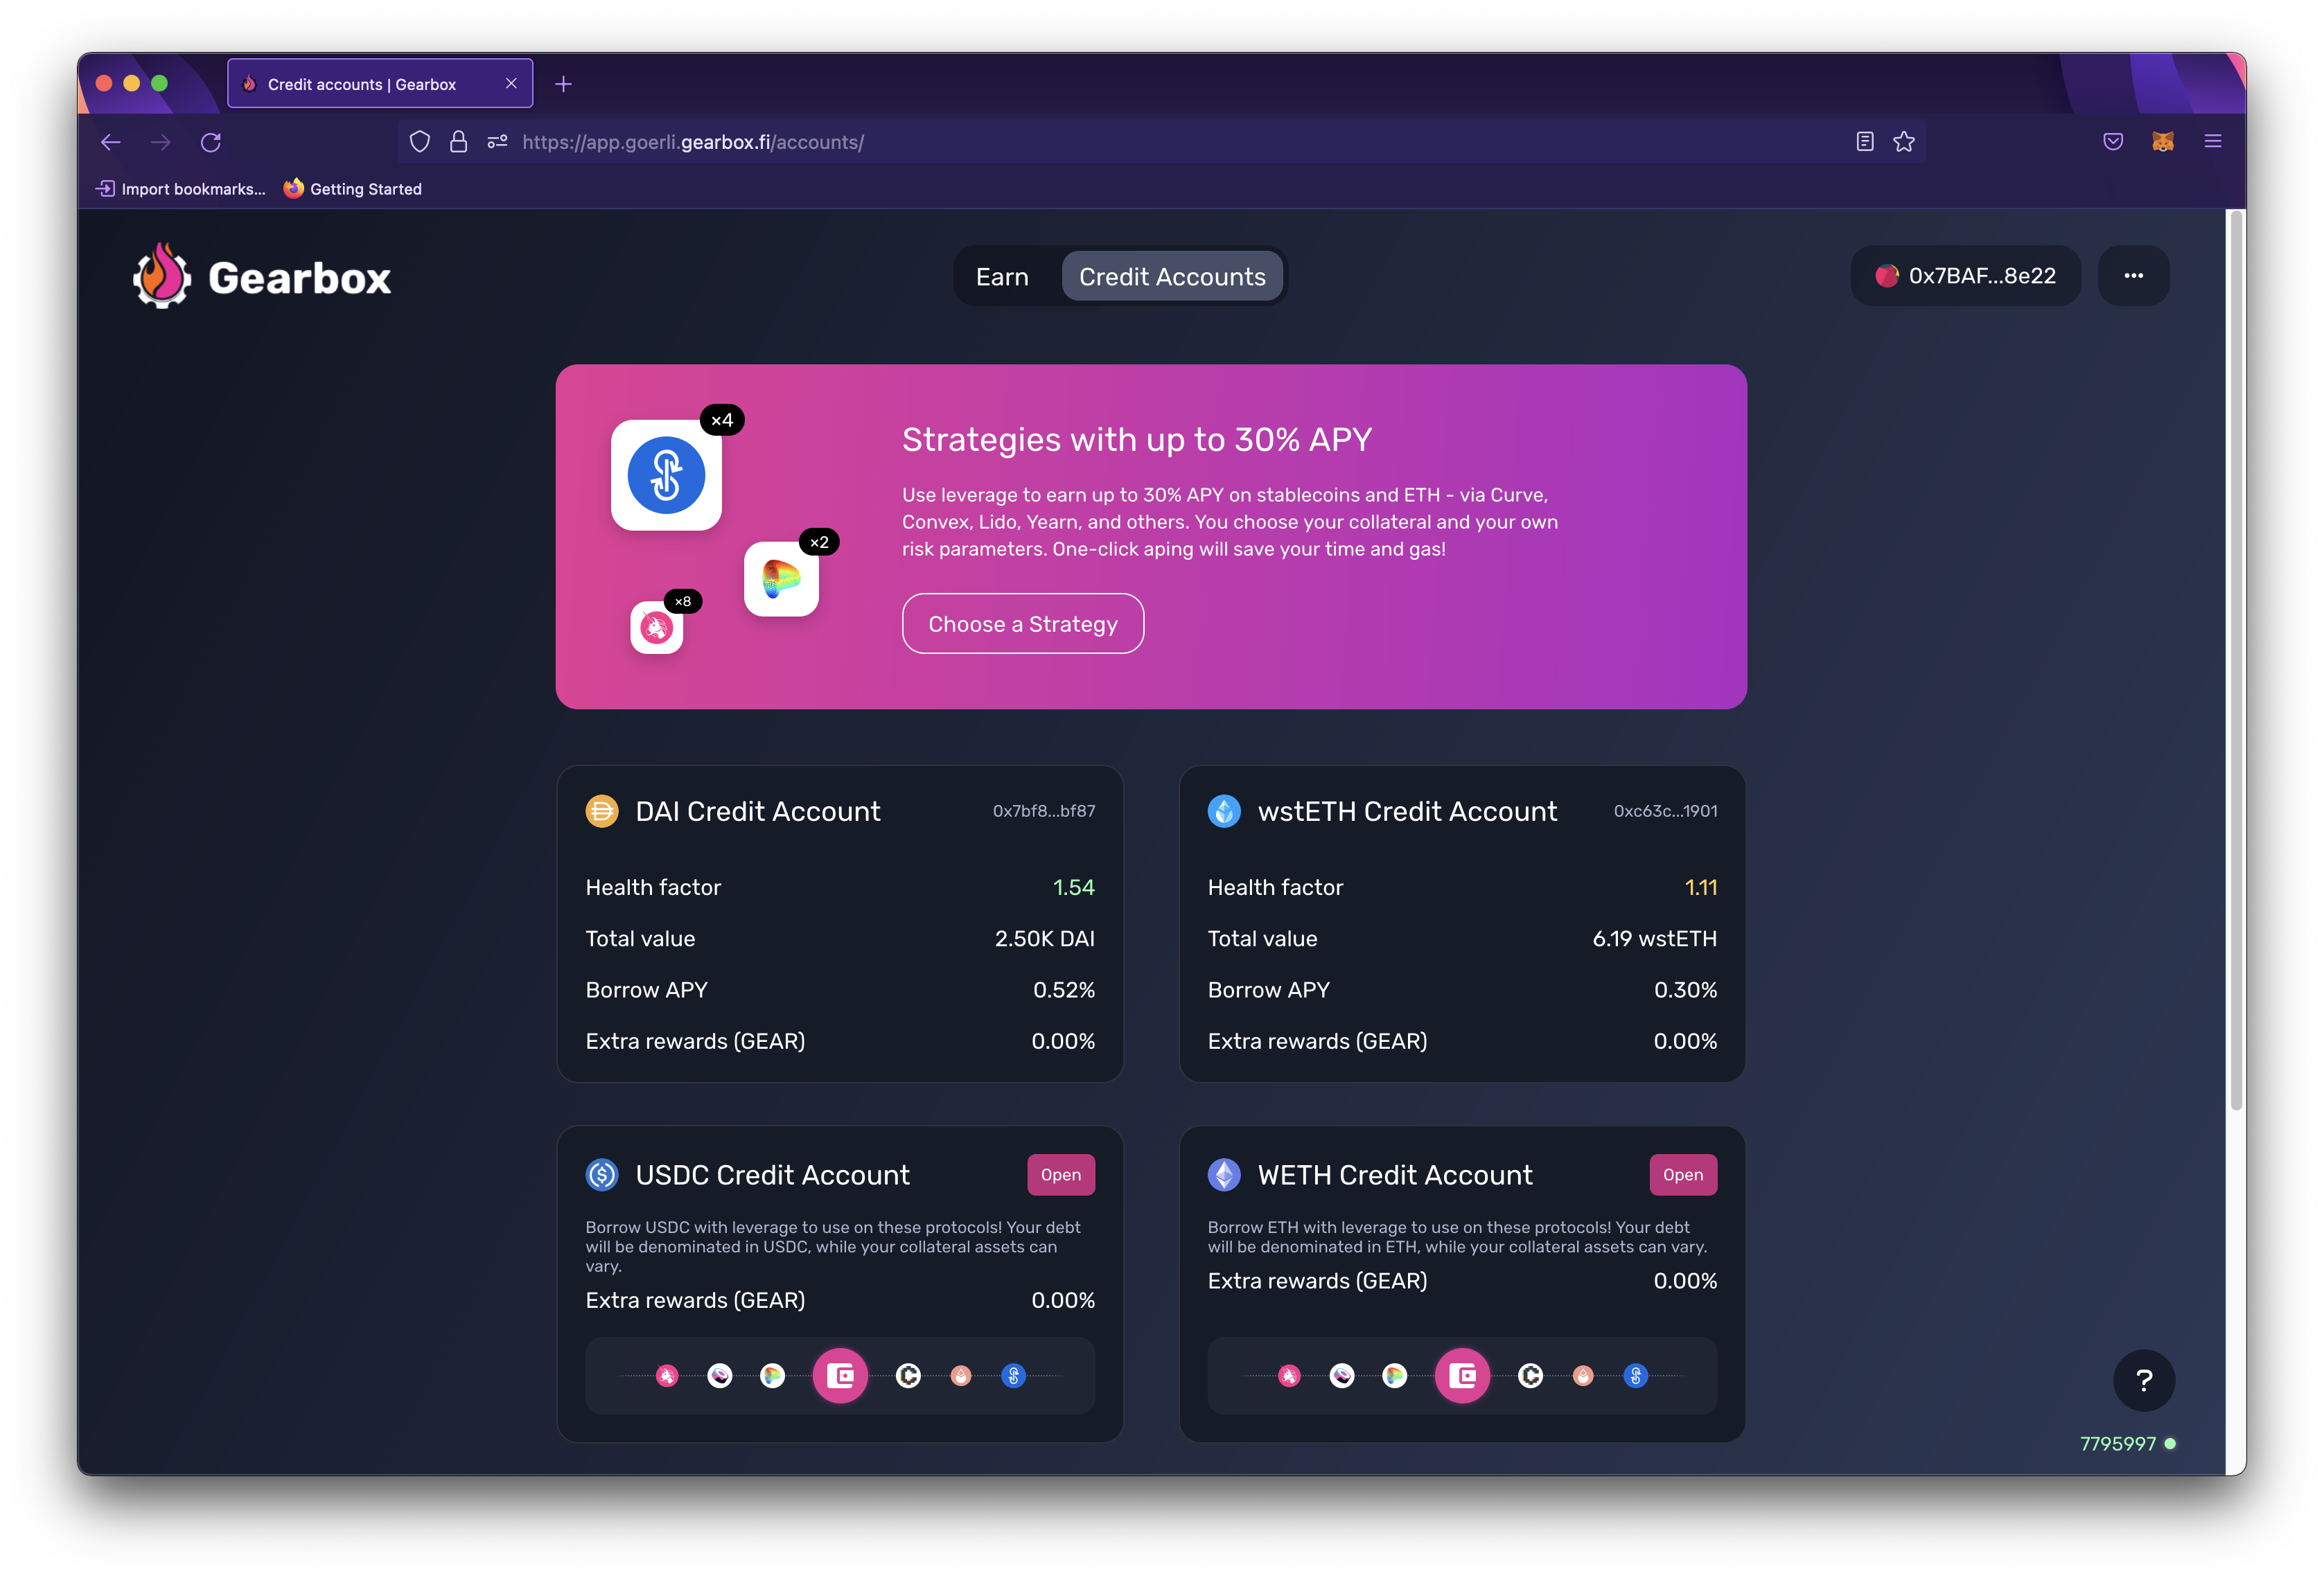 Credit accounts | Gearbox
https://app.goerli.gearbox.fi/accounts/
Import bookmarks...
Getting Started
Gearbox
Earn
Credit Accounts
0x7BAF...8e22
×4
×2
×8
Strategies with up to 30% APY
Use leverage to earn up to 30% APY on stablecoins and ETH - via Curve,
Convex, Lido, Yearn, and others. You choose your collateral and your own
risk parameters. One-click aping will save your time and gas!
Choose a Strategy
DAI Credit Account
0x7bf8...bf87
Health factor
1.54
Total value
2.50K DAI
Borrow APY
0.52%
Extra rewards (GEAR)
0.00%
wstETH Credit Account
0xc63c...1901
Health factor
1.11
Total value
6.19 wstETH
Borrow APY
0.30%
Extra rewards (GEAR)
0.00%
USDC Credit Account
Open
Borrow USDC with leverage to use on these protocols! Your debt
will be denominated in USDC, while your collateral assets can
vary.
Extra rewards (GEAR)
0.00%
WETH Credit Account
Open
Borrow ETH with leverage to use on these protocols! Your debt
will be denominated in ETH, while your collateral assets can vary.
Extra rewards (GEAR)
0.00%
?
7795997